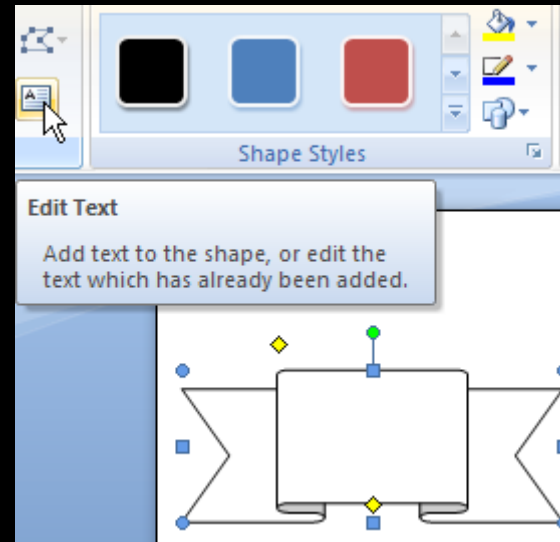 A
Shape Styles
Edit Text
Add text to the shape, or edit the
text which has already been added.